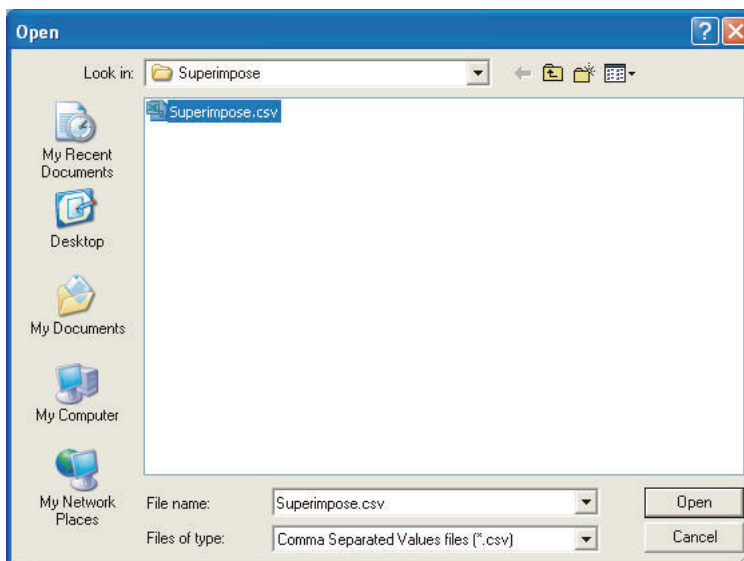 Open
Look in: Superimpose
Superimpose.csv
My Recent
Documents
Desktop
My Documents
My Computer
My Network
Places
File name: Superimpose.csv Open
Files of type: Comma Separated Values files (*.csv) Cancel